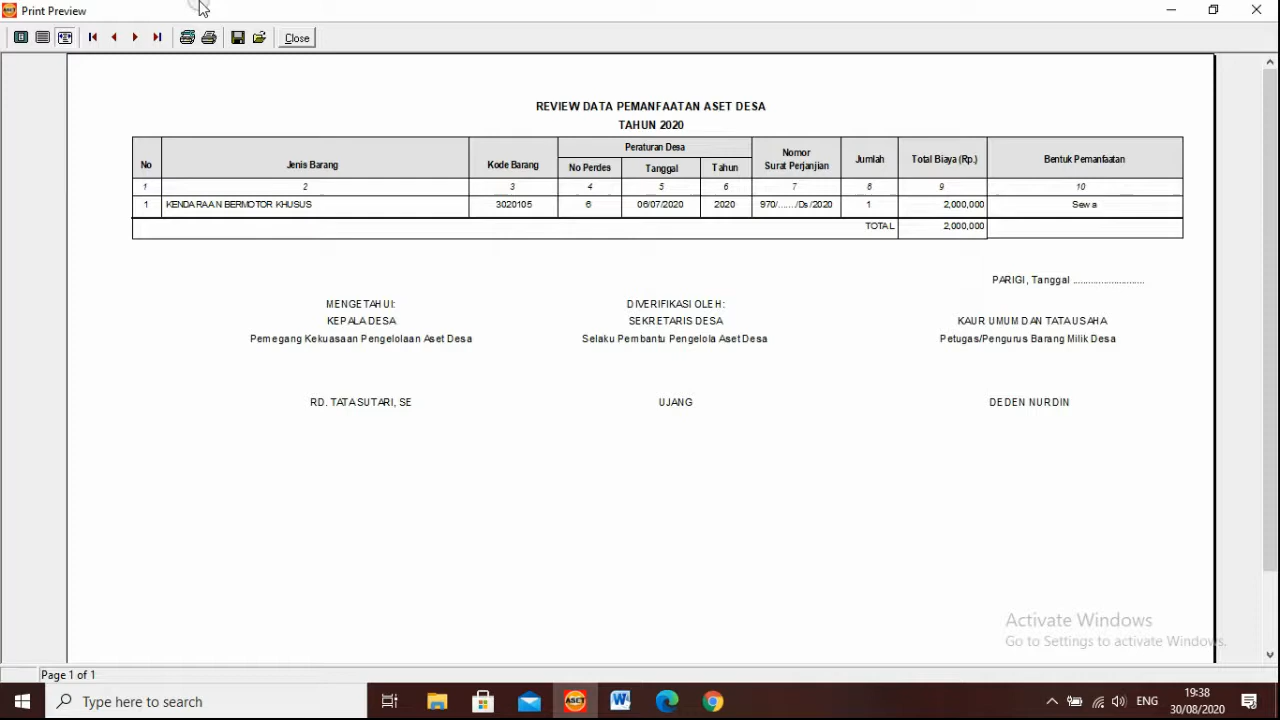 Print Preview
Close
REVIEW DATA PEMANFAATAN ASET DESA
TAHUN 2020
No Jenis Barang Kode Barang Peraturan Desa Nomor Surat Perjanjian Jumlah Total Biaya (Rp.) Bentuk Pemanfaatan
No Perdes Tanggal Tahun
1 2 3 4 5 6 7 8 9 10
1 KENDARAAN BERMOTOR KHUSUS 3020105 6 06/07/2020 2020 970/....../Ds/2020 1 2,000,000 Sewa
TOTAL 2,000,000
PARIGI, Tanggal ..........................
MENGETAHUI: DIVERIFIKASI OLEH:
KEPALA DESA SEKRETARIS DESA KAUR UMUM DAN TATA USAHA
Pemegang Kekuasaan Pengelolaan Aset Desa Selaku Pembantu Pengelola Aset Desa Petugas/Pengurus Barang Milik Desa
RD. TATA SUTARI, SE UJANG DEDEN NURDIN
Activate Windows
Go to Settings to activate Windows.
Page 1 of 1
Type here to search
ASET
ENG
19:38
30/08/2020